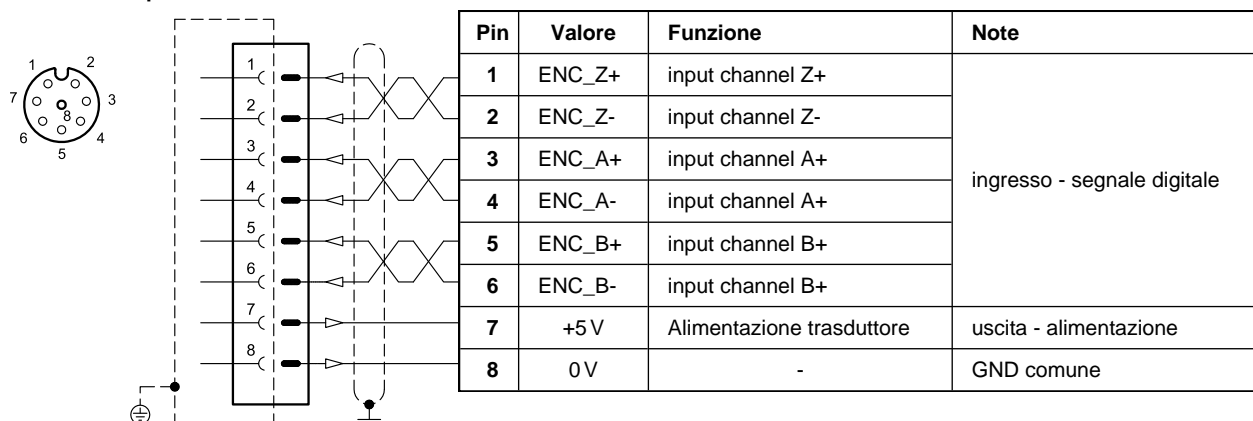 Pin Valore Funzione Note
1 ENC_Z+ input channel Z+
2 ENC_Z- input channel Z-
3 ENC_A+ input channel A+
4 ENC_A- input channel A+
5 ENC_B+ input channel B+
6 ENC_B- input channel B+
ingresso - segnale digitale
7 +5 V Alimentazione trasduttore uscita - alimentazione
8 0 V - GND comune
1 2
7 8 3
6 4
5
1
2
3
4
5
6
7
8